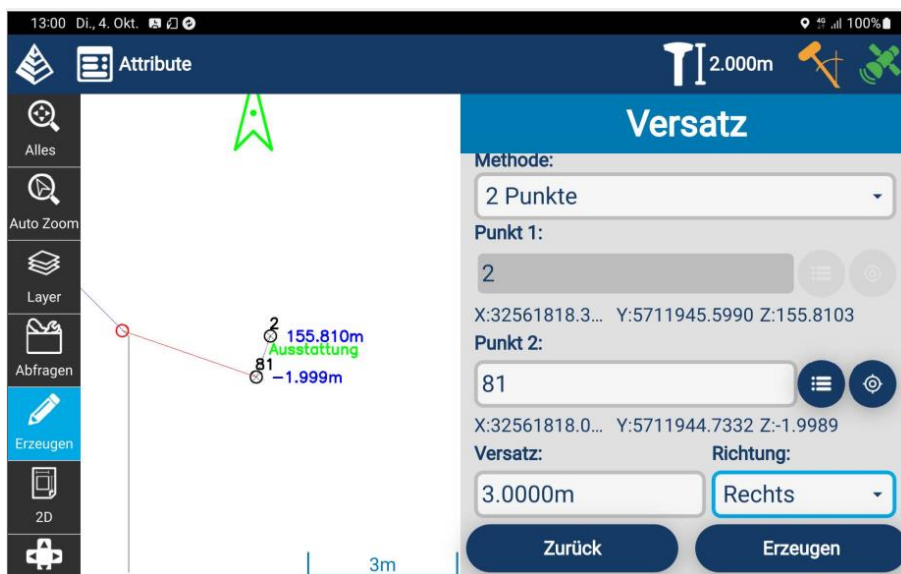 13:00 Di., 4. Okt. 4G 100%
Attribute 2.000m
Versatz
Alles
Auto Zoom
Layer
Abfragen
Erzeugen
2D
2 155.810m
Ausstattung
81 -1.999m
3m
Methode:
2 Punkte
Punkt 1:
2
X:32561818.3... Y:5711945.5990 Z:155.8103
Punkt 2:
81
X:32561818.0... Y:5711944.7332 Z:-1.9989
Versatz: Richtung:
3.0000m Rechts
Zurück Erzeugen